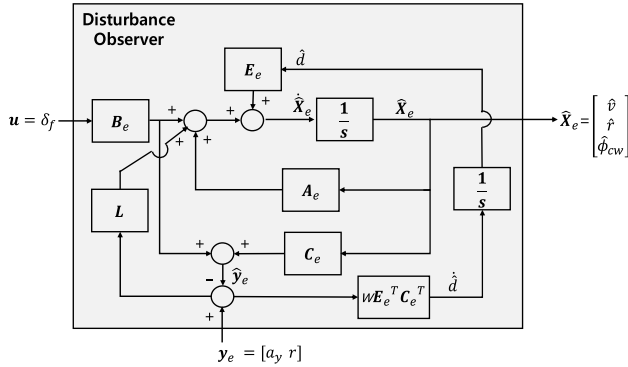 Disturbance
Observer
E_e
d̂
+
u = δ_f
B_e
+
+
+
+
Ẋ̂_e
1
s
X̂_e
X̂_e = [v̂ r̂ φ̂_cw]
A_e
1
s
L
+
+
C_e
−
ŷ_e
+
wE_e^T C_e^T
ḋ̂
y_e = [a_y r]